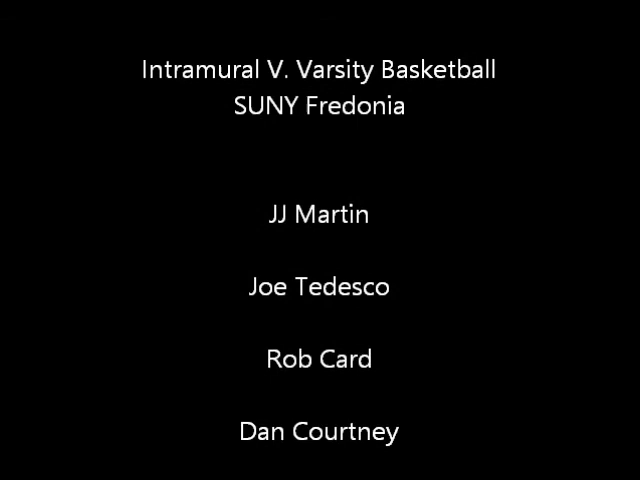 Intramural V. Varsity Basketball
SUNY Fredonia
JJ Martin
Joe Tedesco
Rob Card
Dan Courtney